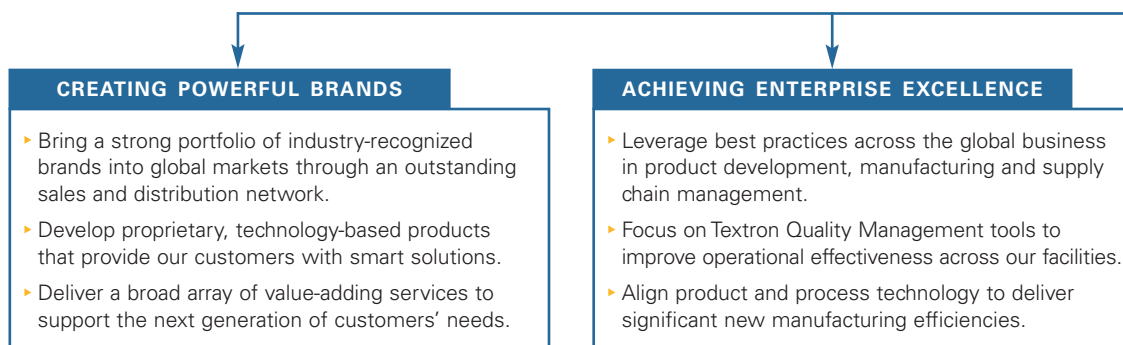 CREATING POWERFUL BRANDS
▸ Bring a strong portfolio of industry-recognized
brands into global markets through an outstanding
sales and distribution network.
▸ Develop proprietary, technology-based products
that provide our customers with smart solutions.
▸ Deliver a broad array of value-adding services to
support the next generation of customers’ needs.
ACHIEVING ENTERPRISE EXCELLENCE
▸ Leverage best practices across the global business
in product development, manufacturing and supply
chain management.
▸ Focus on Textron Quality Management tools to
improve operational effectiveness across our facilities.
▸ Align product and process technology to deliver
significant new manufacturing efficiencies.